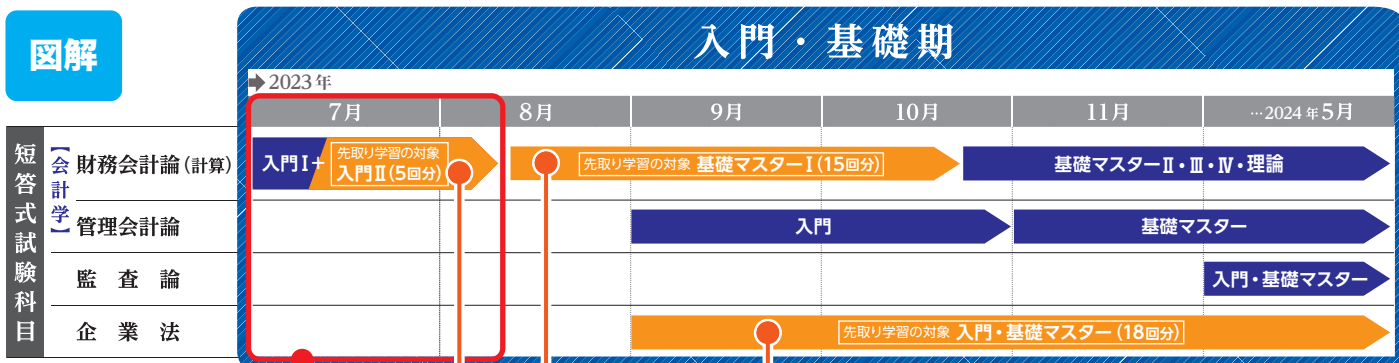 図解
入門・基礎期
2023年
7月 8月 9月 10月 11月 …2024年5月
短答式試験科目
【会計学】
財務会計論(計算)
入門Ⅰ+
先取り学習の対象
入門Ⅱ(5回分)
先取り学習の対象 基礎マスターⅠ(15回分)
基礎マスターⅡ・Ⅲ・Ⅳ・理論
管理会計論
入門
基礎マスター
監査論
入門・基礎マスター
企業法
先取り学習の対象 入門・基礎マスター(18回分)